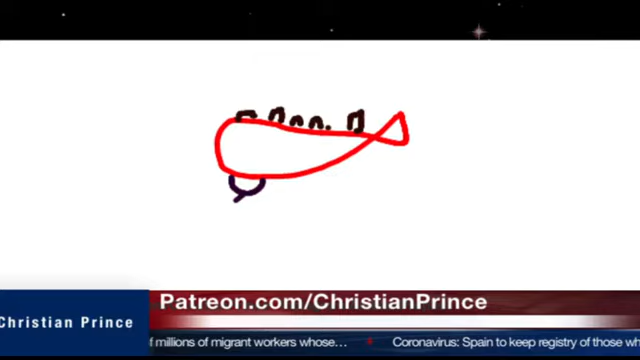 Patreon.com/ChristianPrince
Christian Prince
f millions of migrant workers whose... Coronavirus: Spain to keep registry of those wh